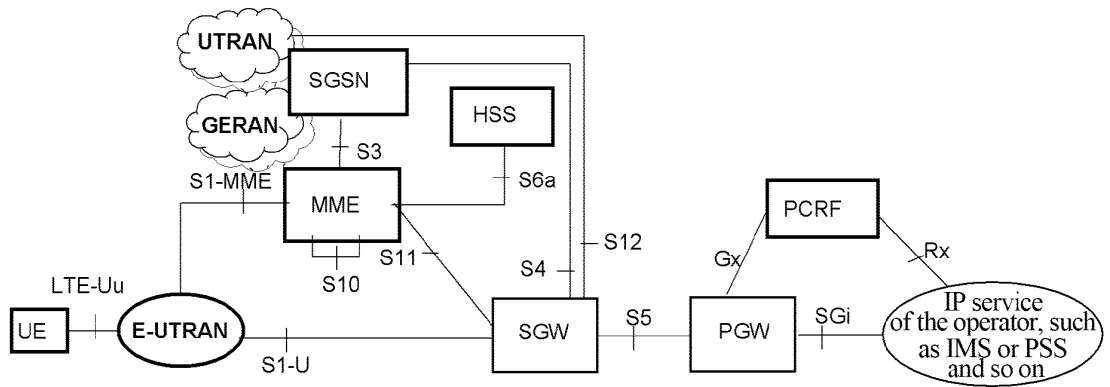 UTRAN
SGSN
GERAN
HSS
S3
S6a
S1-MME
MME
PCRF
S11
S10
S12
S4
Gx
Rx
LTE-Uu
UE
E-UTRAN
S1-U
SGW
S5
PGW
SGi
IP service
of the operator, such
as IMS or PSS
and so on